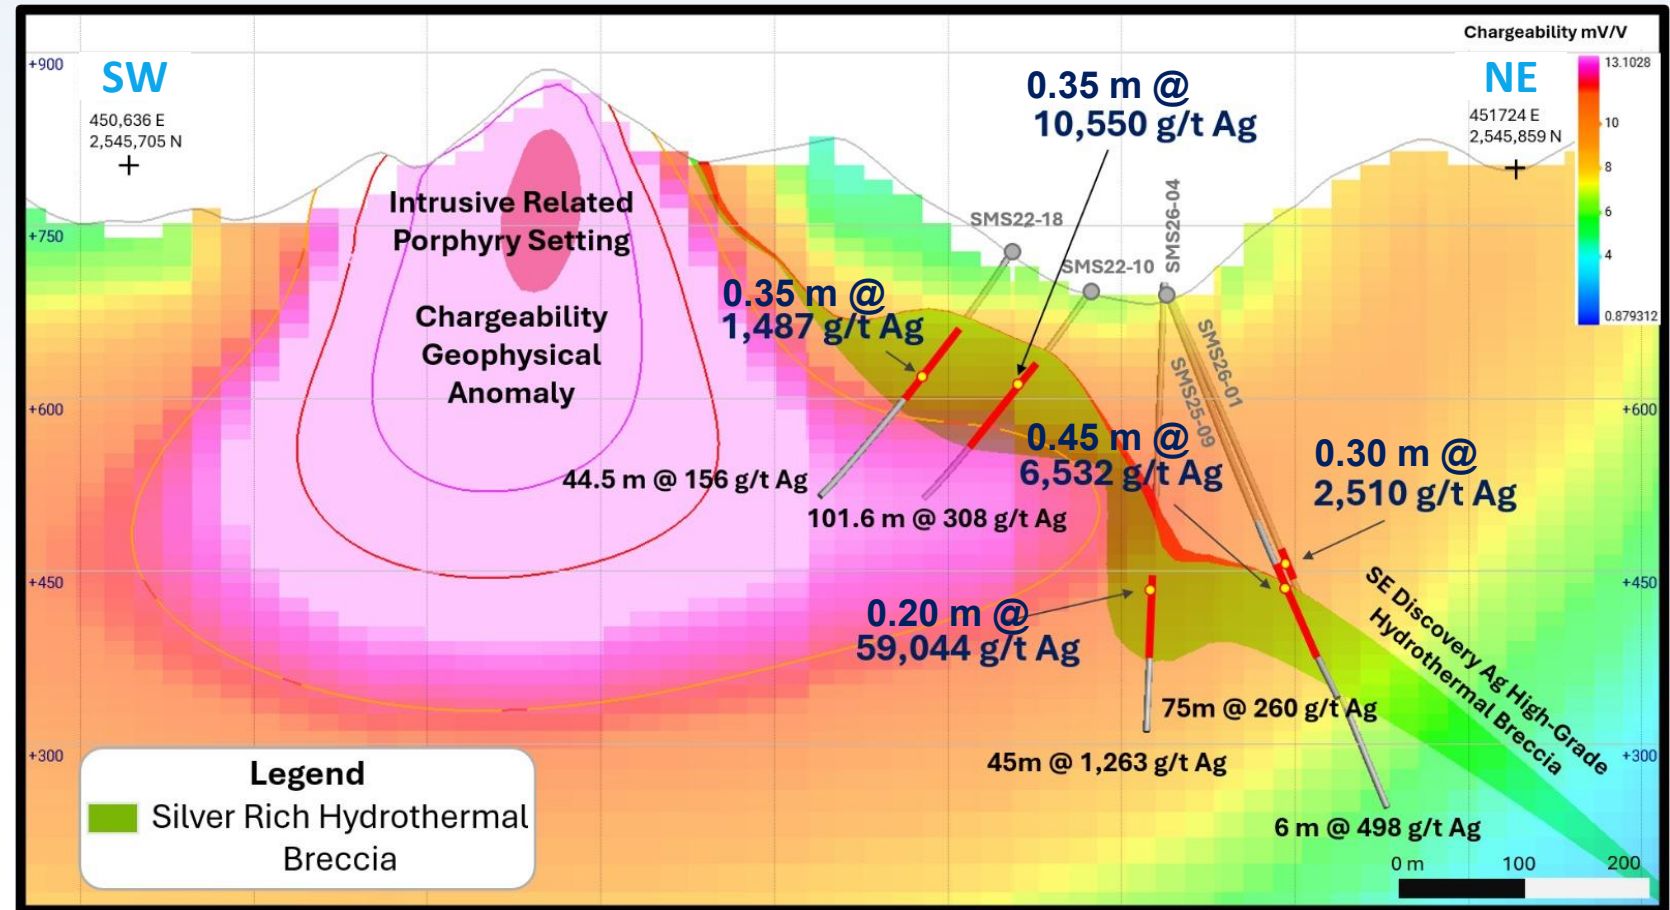 Chargeability mV/V
13.1028
10
8
6
4
0.879312
+900
+750
+600
+450
+300
+600
+450
+300
SW
450,636 E
2,545,705 N
NE
451724 E
2,545,859 N
Intrusive Related
Porphyry Setting
Chargeability
Geophysical
Anomaly
0.35 m @
10,550 g/t Ag
SMS22-18
SMS22-10
SMS26-04
SMS26-01
SMS25-09
0.35 m @
1,487 g/t Ag
44.5 m @ 156 g/t Ag
101.6 m @ 308 g/t Ag
0.45 m @
6,532 g/t Ag
0.30 m @
2,510 g/t Ag
0.20 m @
59,044 g/t Ag
75m @ 260 g/t Ag
45m @ 1,263 g/t Ag
6 m @ 498 g/t Ag
SE Discovery Ag High-Grade
Hydrothermal Breccia
Legend
Silver Rich Hydrothermal
Breccia
0 m 100 200